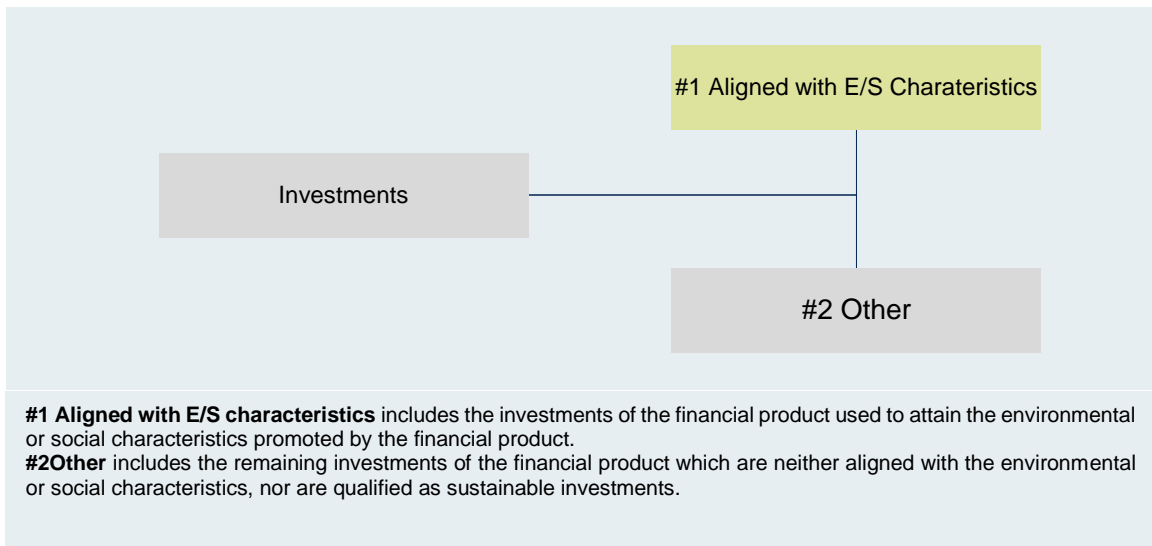 #1 Aligned with E/S Charateristics
Investments
#2 Other
#1 Aligned with E/S characteristics includes the investments of the financial product used to attain the environmental
or social characteristics promoted by the financial product.
#2Other includes the remaining investments of the financial product which are neither aligned with the environmental
or social characteristics, nor are qualified as sustainable investments.